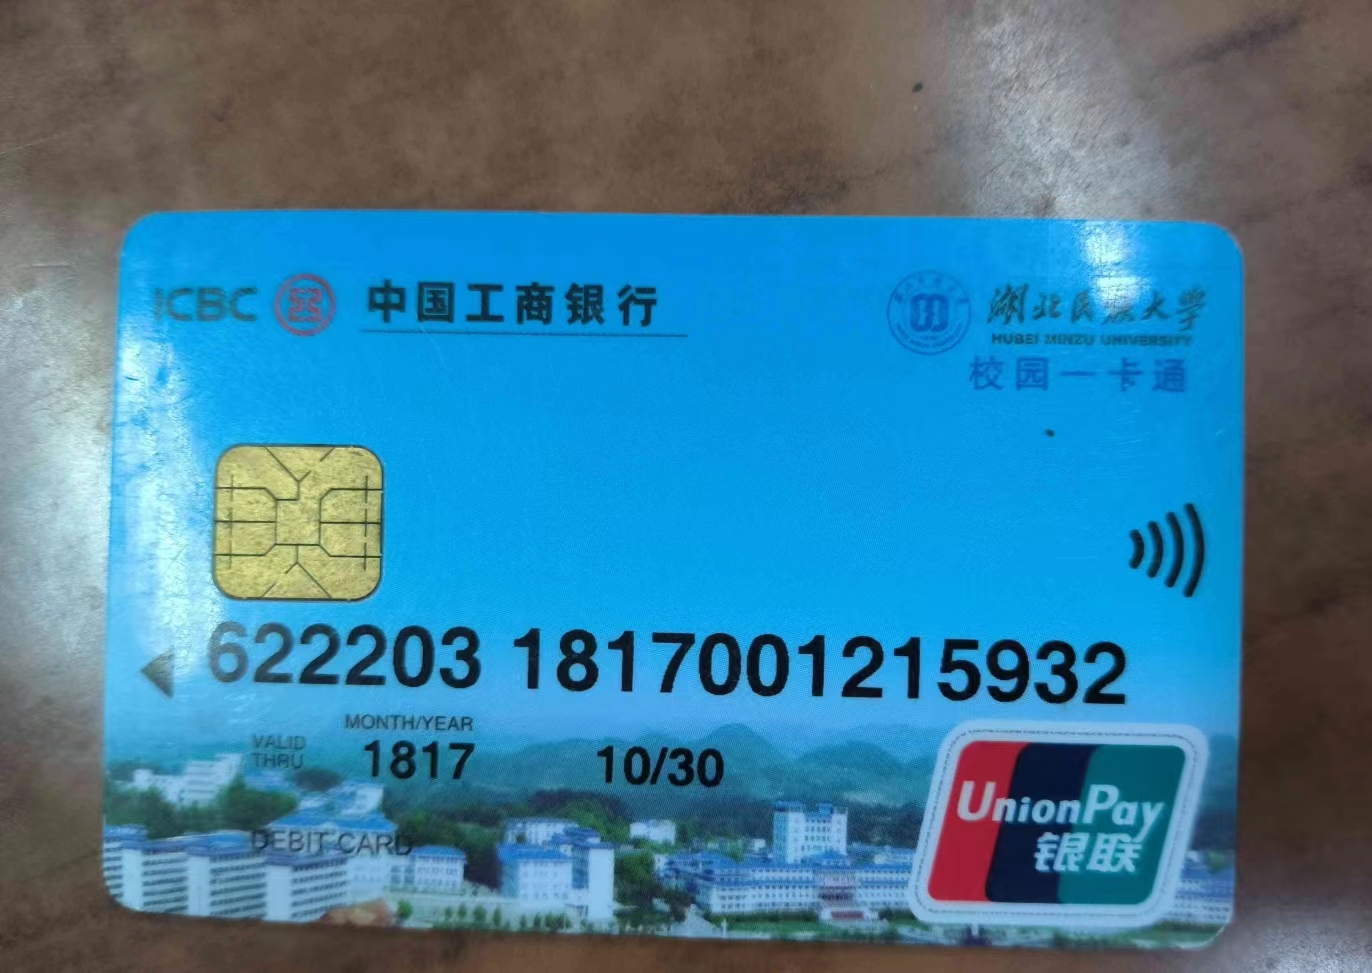 ICBC 中国工商银行
湖北民族大学
HUBEI MINZU UNIVERSITY
校园一卡通
622203 1817001215932
MONTH/YEAR
VALID THRU 1817 10/30
DEBIT CARD
UnionPay
银联